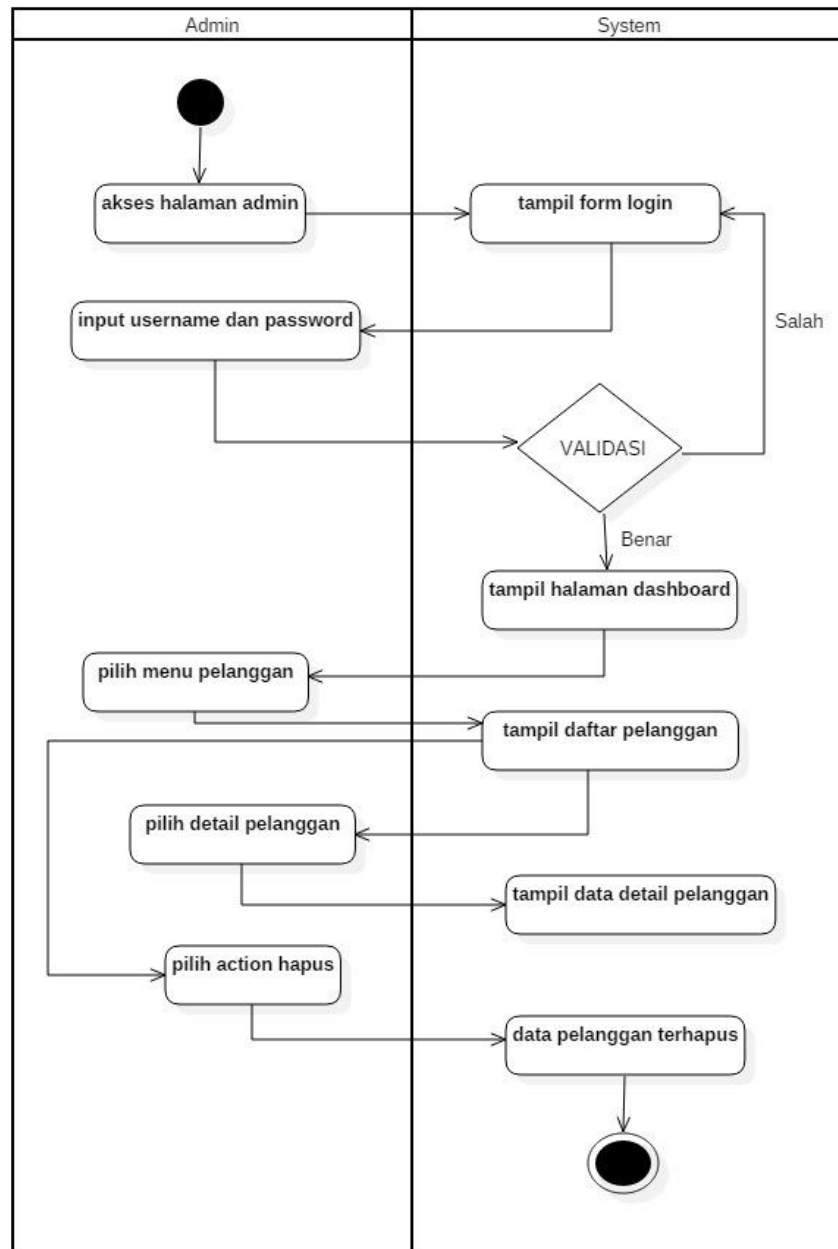 Admin
System
akses halaman admin
tampil form login
input username dan password
Salah
VALIDASI
Benar
tampil halaman dashboard
pilih menu pelanggan
tampil daftar pelanggan
pilih detail pelanggan
tampil data detail pelanggan
pilih action hapus
data pelanggan terhapus